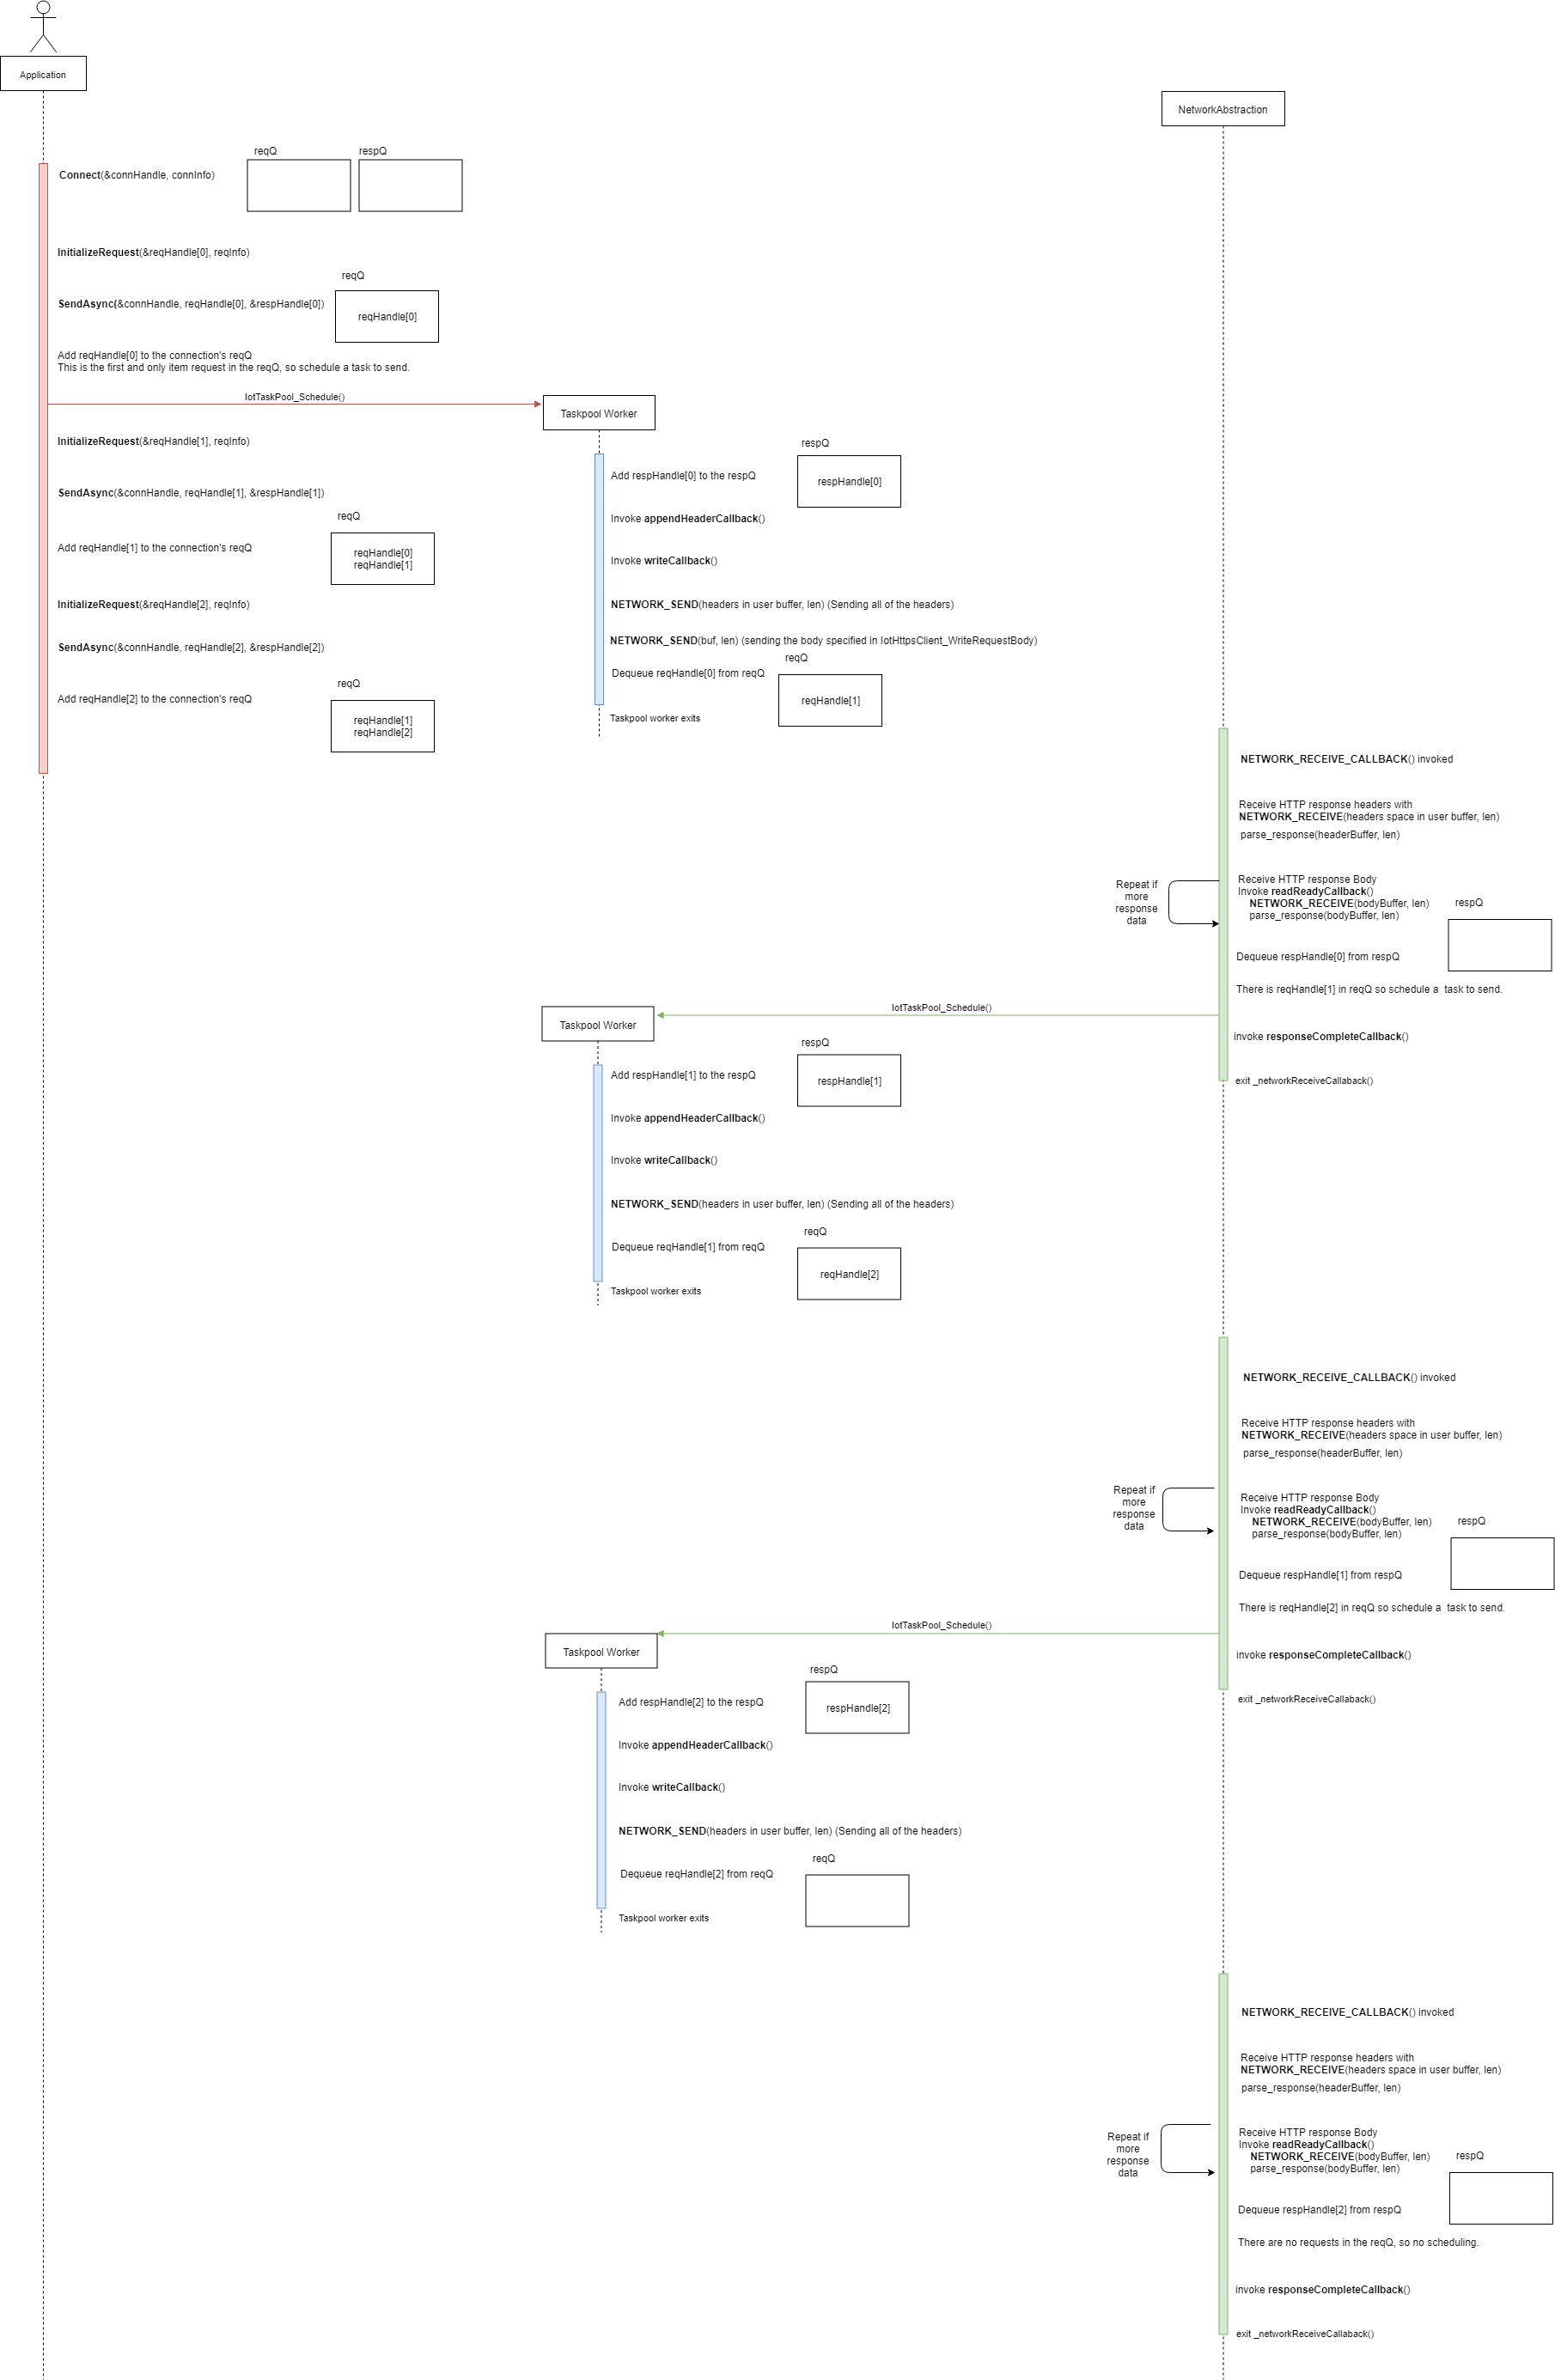 Application
NetworkAbstraction
reqQ
respQ
Connect(&connHandle, connInfo)
InitializeRequest(&reqHandle[0], reqInfo)
reqQ
SendAsync(&connHandle, reqHandle[0], &respHandle[0])
reqHandle[0]
Add reqHandle[0] to the connection's reqQ
This is the first and only item request in the reqQ, so schedule a task to send.
IotTaskPool_Schedule()
Taskpool Worker
InitializeRequest(&reqHandle[1], reqInfo)
respQ
Add respHandle[0] to the respQ
respHandle[0]
SendAsync(&connHandle, reqHandle[1], &respHandle[1])
reqQ
Invoke appendHeaderCallback()
Add reqHandle[1] to the connection's reqQ
reqHandle[0]
reqHandle[1]
Invoke writeCallback()
InitializeRequest(&reqHandle[2], reqInfo)
NETWORK_SEND(headers in user buffer, len) (Sending all of the headers)
SendAsync(&connHandle, reqHandle[2], &respHandle[2])
NETWORK_SEND(buf, len) (sending the body specified in IotHttpsClient_WriteRequestBody)
reqQ
Dequeue reqHandle[0] from reqQ
reqHandle[1]
reqQ
Add reqHandle[2] to the connection's reqQ
reqHandle[1]
reqHandle[2]
Taskpool worker exits
NETWORK_RECEIVE_CALLBACK() invoked
Receive HTTP response headers with
NETWORK_RECEIVE(headers space in user buffer, len)
parse_response(headerBuffer, len)
Repeat if
more
response
data
Receive HTTP response Body
Invoke readReadyCallback()
NETWORK_RECEIVE(bodyBuffer, len)
parse_response(bodyBuffer, len)
respQ
Dequeue respHandle[0] from respQ
There is reqHandle[1] in reqQ so schedule a  task to send.
IotTaskPool_Schedule()
Taskpool Worker
invoke responseCompleteCallback()
respQ
Add respHandle[1] to the respQ
respHandle[1]
exit _networkReceiveCallaback()
Invoke appendHeaderCallback()
Invoke writeCallback()
NETWORK_SEND(headers in user buffer, len) (Sending all of the headers)
reqQ
Dequeue reqHandle[1] from reqQ
reqHandle[2]
Taskpool worker exits
NETWORK_RECEIVE_CALLBACK() invoked
Receive HTTP response headers with
NETWORK_RECEIVE(headers space in user buffer, len)
parse_response(headerBuffer, len)
Repeat if
more
response
data
Receive HTTP response Body
Invoke readReadyCallback()
NETWORK_RECEIVE(bodyBuffer, len)
parse_response(bodyBuffer, len)
respQ
Dequeue respHandle[1] from respQ
There is reqHandle[2] in reqQ so schedule a  task to send.
IotTaskPool_Schedule()
Taskpool Worker
invoke responseCompleteCallback()
respQ
Add respHandle[2] to the respQ
respHandle[2]
exit _networkReceiveCallaback()
Invoke appendHeaderCallback()
Invoke writeCallback()
NETWORK_SEND(headers in user buffer, len) (Sending all of the headers)
reqQ
Dequeue reqHandle[2] from reqQ
Taskpool worker exits
NETWORK_RECEIVE_CALLBACK() invoked
Receive HTTP response headers with
NETWORK_RECEIVE(headers space in user buffer, len)
parse_response(headerBuffer, len)
Repeat if
more
response
data
Receive HTTP response Body
Invoke readReadyCallback()
NETWORK_RECEIVE(bodyBuffer, len)
parse_response(bodyBuffer, len)
respQ
Dequeue respHandle[2] from respQ
There are no requests in the reqQ, so no scheduling.
invoke responseCompleteCallback()
exit _networkReceiveCallaback()